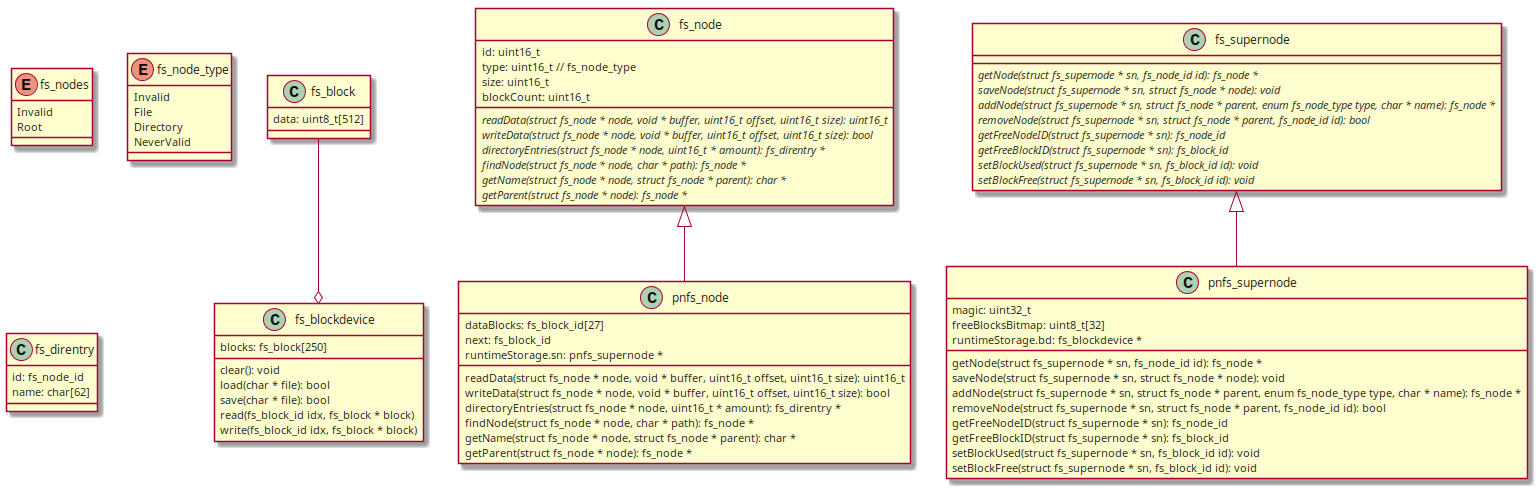 E fs_nodes
Invalid
Root
E fs_node_type
Invalid
File
Directory
NeverValid
C fs_block
data: uint8_t[512]
C fs_node
id: uint16_t
type: uint16_t // fs_node_type
size: uint16_t
blockCount: uint16_t
readData(struct fs_node * node, void * buffer, uint16_t offset, uint16_t size): uint16_t
writeData(struct fs_node * node, void * buffer, uint16_t offset, uint16_t size): bool
directoryEntries(struct fs_node * node, uint16_t * amount): fs_direntry *
findNode(struct fs_node * node, char * path): fs_node *
getName(struct fs_node * node, struct fs_node * parent): char *
getParent(struct fs_node * node): fs_node *
C fs_supernode
getNode(struct fs_supernode * sn, fs_node_id id): fs_node *
saveNode(struct fs_supernode * sn, struct fs_node * node): void
addNode(struct fs_supernode * sn, struct fs_node * parent, enum fs_node_type type, char * name): fs_node *
removeNode(struct fs_supernode * sn, struct fs_node * parent, fs_node_id id): bool
getFreeNodeID(struct fs_supernode * sn): fs_node_id
getFreeBlockID(struct fs_supernode * sn): fs_block_id
setBlockUsed(struct fs_supernode * sn, fs_block_id id): void
setBlockFree(struct fs_supernode * sn, fs_block_id id): void
C fs_direntry
id: fs_node_id
name: char[62]
C fs_blockdevice
blocks: fs_block[250]
clear(): void
load(char * file): bool
save(char * file): bool
read(fs_block_id idx, fs_block * block)
write(fs_block_id idx, fs_block * block)
C pnfs_node
dataBlocks: fs_block_id[27]
next: fs_block_id
runtimeStorage.sn: pnfs_supernode *
readData(struct fs_node * node, void * buffer, uint16_t offset, uint16_t size): uint16_t
writeData(struct fs_node * node, void * buffer, uint16_t offset, uint16_t size): bool
directoryEntries(struct fs_node * node, uint16_t * amount): fs_direntry *
findNode(struct fs_node * node, char * path): fs_node *
getName(struct fs_node * node, struct fs_node * parent): char *
getParent(struct fs_node * node): fs_node *
C pnfs_supernode
magic: uint32_t
freeBlocksBitmap: uint8_t[32]
runtimeStorage.bd: fs_blockdevice *
getNode(struct fs_supernode * sn, fs_node_id id): fs_node *
saveNode(struct fs_supernode * sn, struct fs_node * node): void
addNode(struct fs_supernode * sn, struct fs_node * parent, enum fs_node_type type, char * name): fs_node *
removeNode(struct fs_supernode * sn, struct fs_node * parent, fs_node_id id): bool
getFreeNodeID(struct fs_supernode * sn): fs_node_id
getFreeBlockID(struct fs_supernode * sn): fs_block_id
setBlockUsed(struct fs_supernode * sn, fs_block_id id): void
setBlockFree(struct fs_supernode * sn, fs_block_id id): void